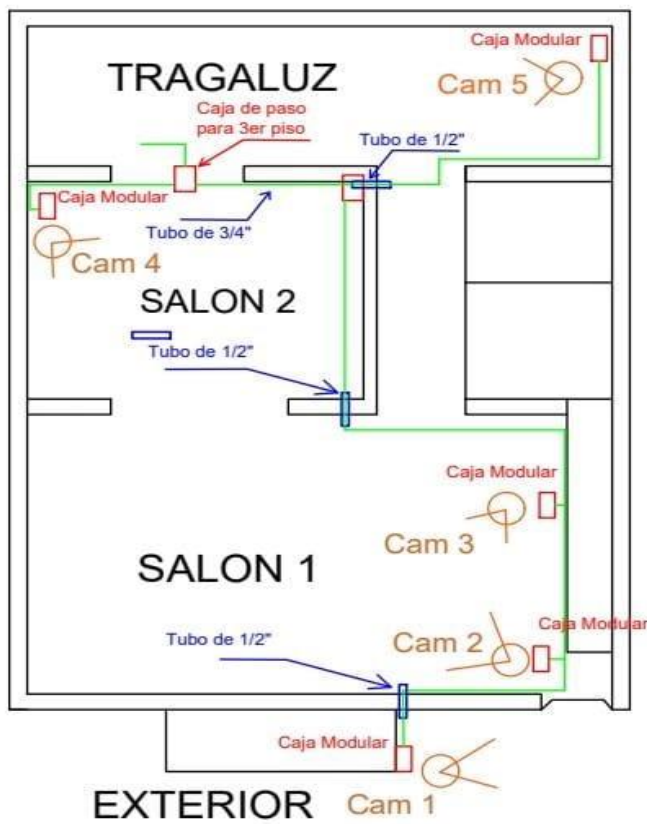 Caja Modular
TRAGALUZ
Cam 5
Caja de paso
para 3er piso
Tubo de 1/2"
Caja Modular
Tubo de 3/4"
Cam 4
SALON 2
Tubo de 1/2"
Caja Modular
Cam 3
SALON 1
Caja Modular
Tubo de 1/2"
Cam 2
Caja Modular
EXTERIOR
Cam 1